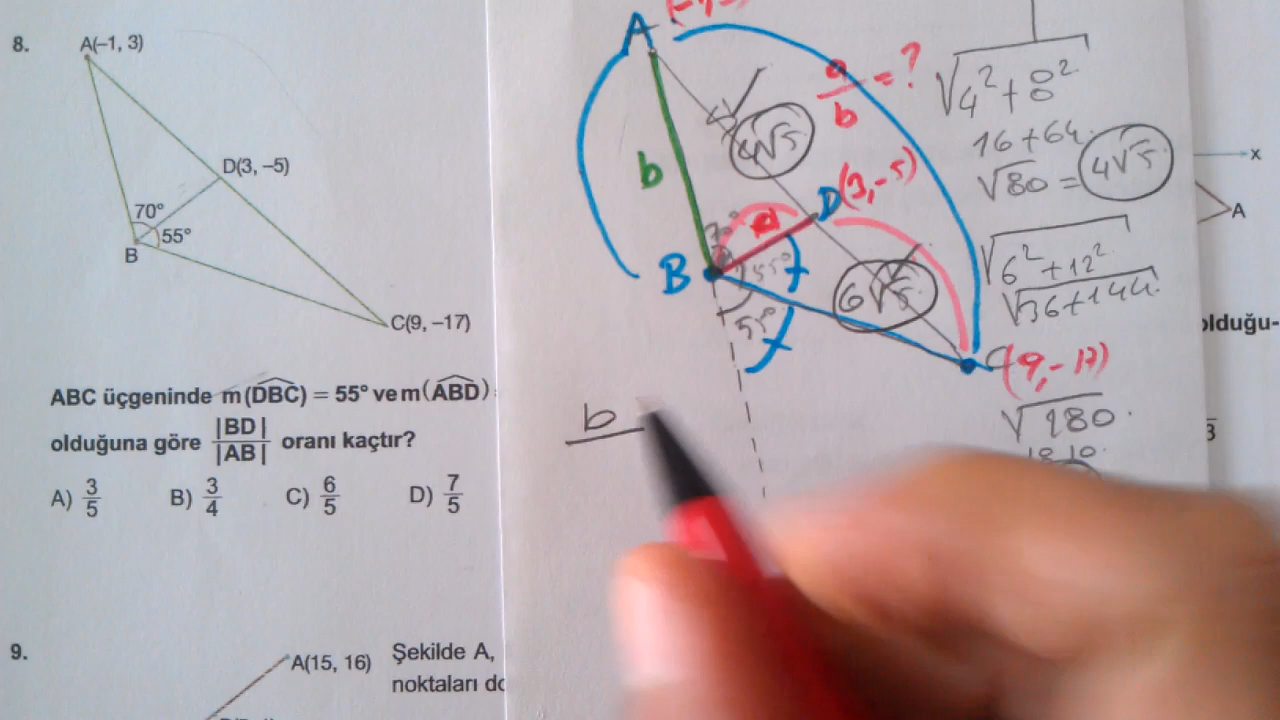 8.
A(−1, 3)
D(3, −5)
70°
55°
B
C(9, −17)
ABC üçgeninde m(DBC) = 55° ve m(ABD)
olduğuna göre |BD| / |AB| oranı kaçtır?
A) 3/5 B) 3/4 C) 6/5 D) 7/5
9.
A(15, 16)
Şekilde A,
noktaları
A
a/b = ?
4√5
b
D(3,-5)
a
70°
B
55°
55°
6√5
(9,-17)
b
√4²+8²
16+64
√80 = 4√5
√6²+12²
√36+144
√180
x
A
olduğu-